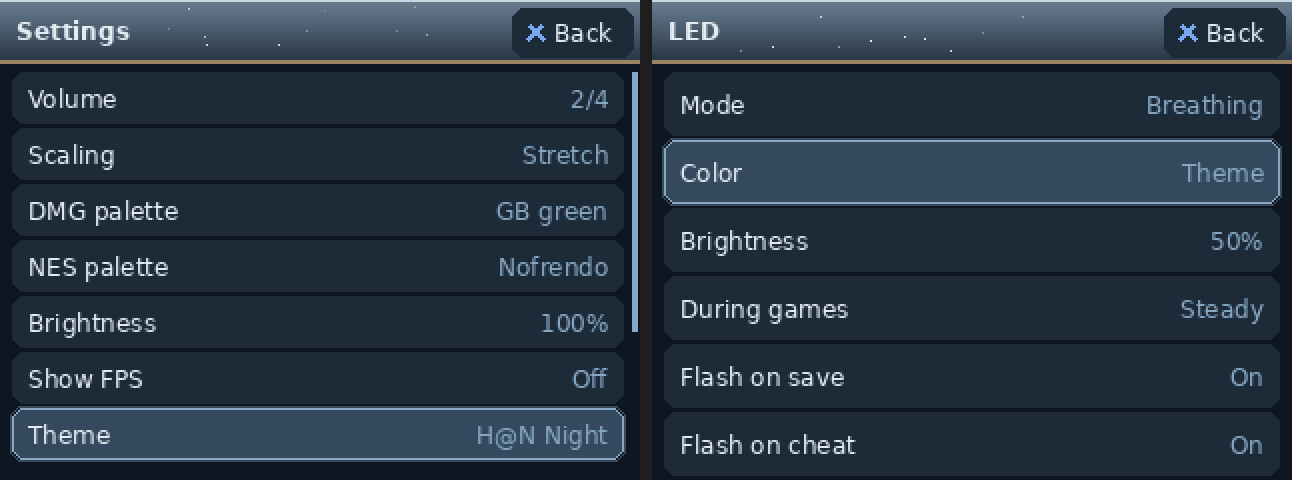 Settings
Back
Volume 2/4
Scaling Stretch
DMG palette GB green
NES palette Nofrendo
Brightness 100%
Show FPS Off
Theme H@N Night
LED
Back
Mode Breathing
Color Theme
Brightness 50%
During games Steady
Flash on save On
Flash on cheat On